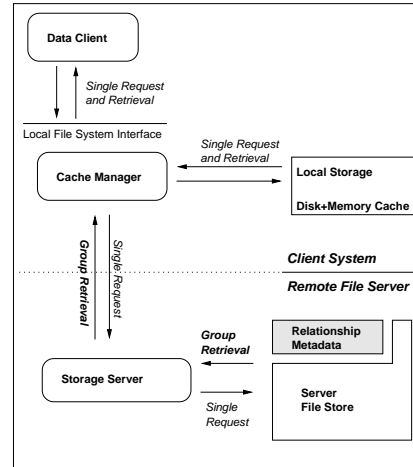 Data Client
Single Request
and Retrieval
Local File System Interface
Single Request
and Retrieval
Cache Manager
Local Storage
Disk+Memory Cache
Group Retrieval
Single Request
Client System
Remote File Server
Group
Retrieval
Relationship
Metadata
Storage Server
Single
Request
Server
File Store